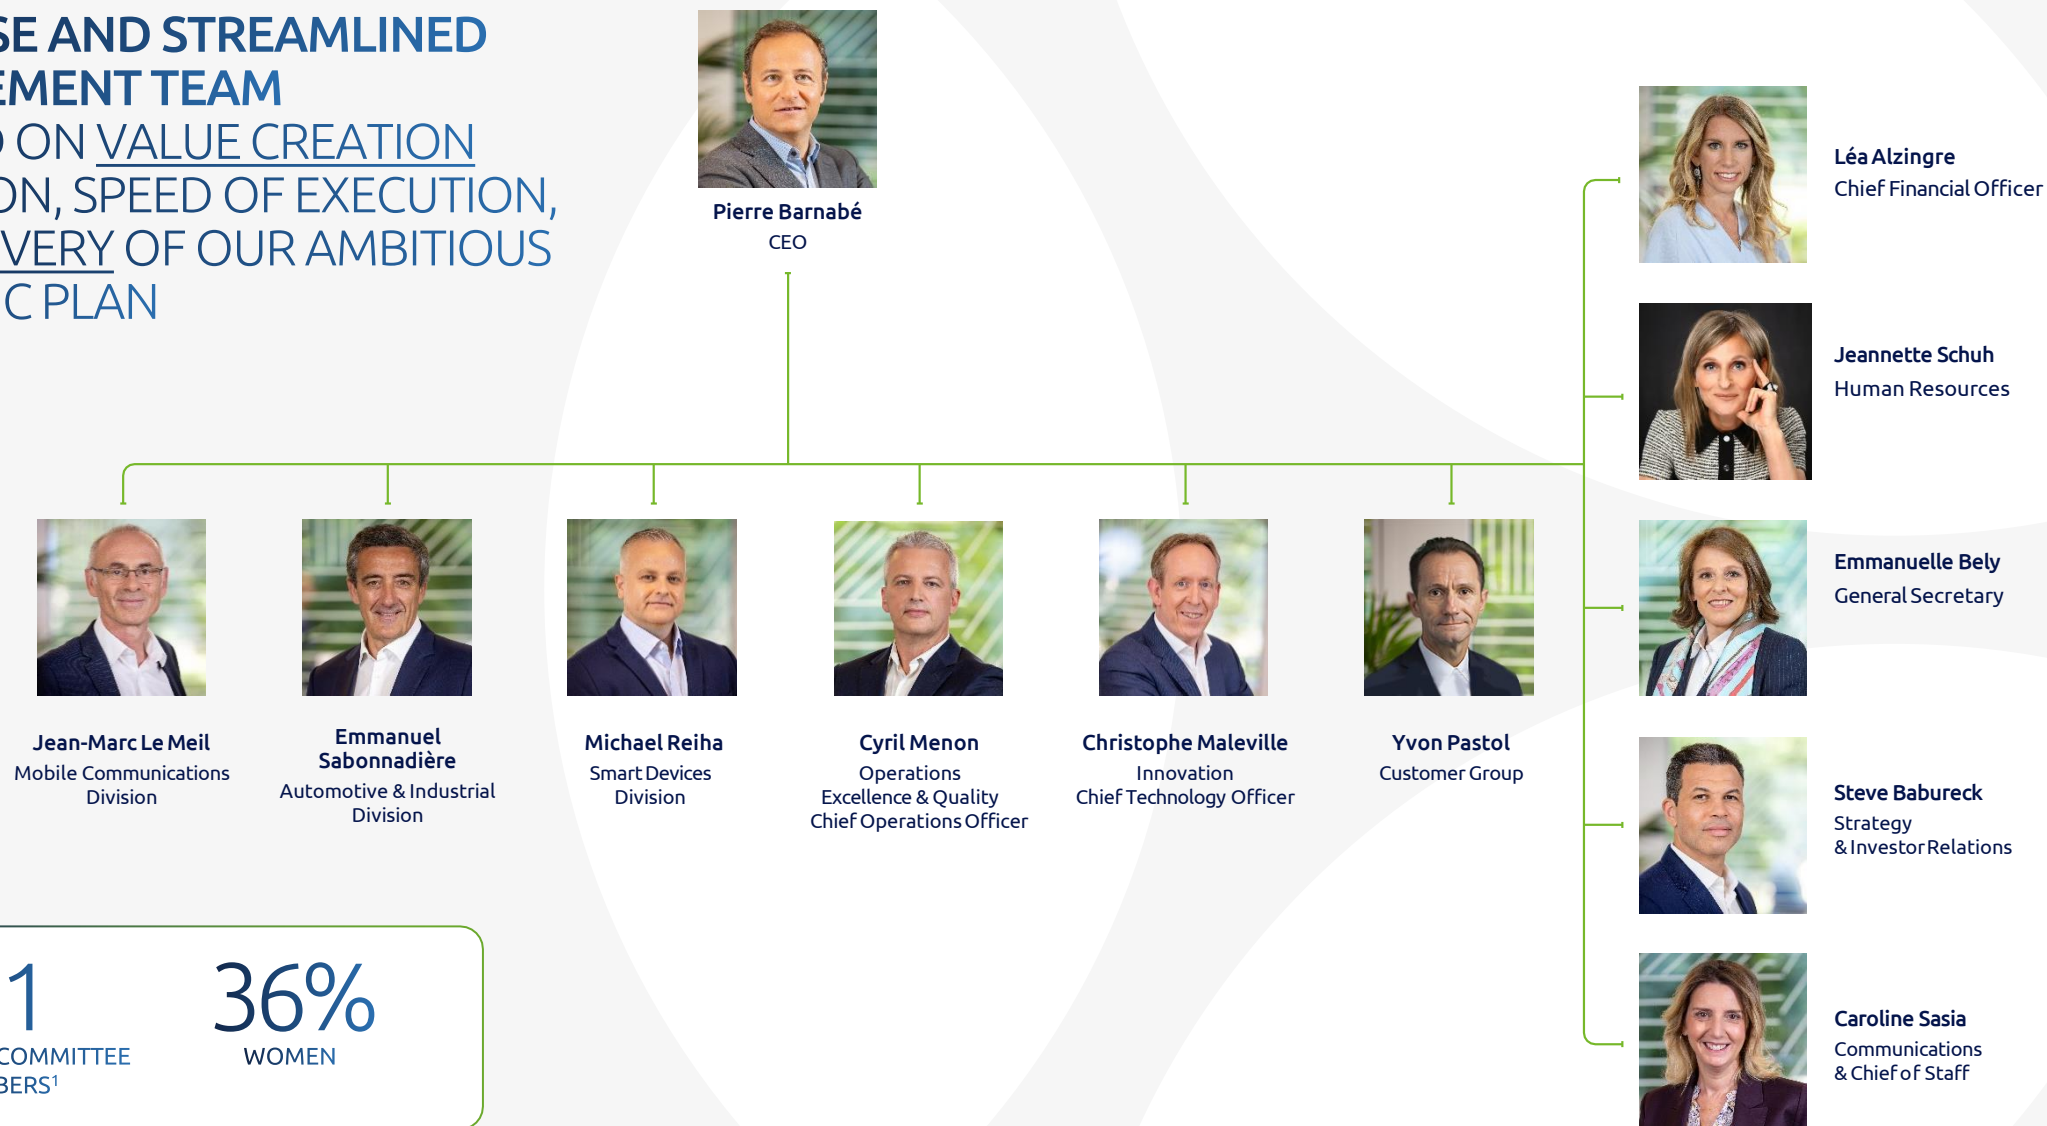 SE AND STREAMLINED
EMENT TEAM
ON VALUE CREATION
ON, SPEED OF EXECUTION,
VERY OF OUR AMBITIOUS
IC PLAN
Pierre Barnabé
CEO
Léa Alzingre
Chief Financial Officer
Jeannette Schuh
Human Resources
Emmanuelle Bely
General Secretary
Steve Babureck
Strategy
& Investor Relations
Caroline Sasia
Communications
& Chief of Staff
Jean-Marc Le Meil
Mobile Communications
Division
Emmanuel
Sabonnadière
Automotive & Industrial
Division
Michael Reiha
Smart Devices
Division
Cyril Menon
Operations
Excellence & Quality
Chief Operations Officer
Christophe Maleville
Innovation
Chief Technology Officer
Yvon Pastol
Customer Group
1
COMMITTEE
BERS¹
36%
WOMEN